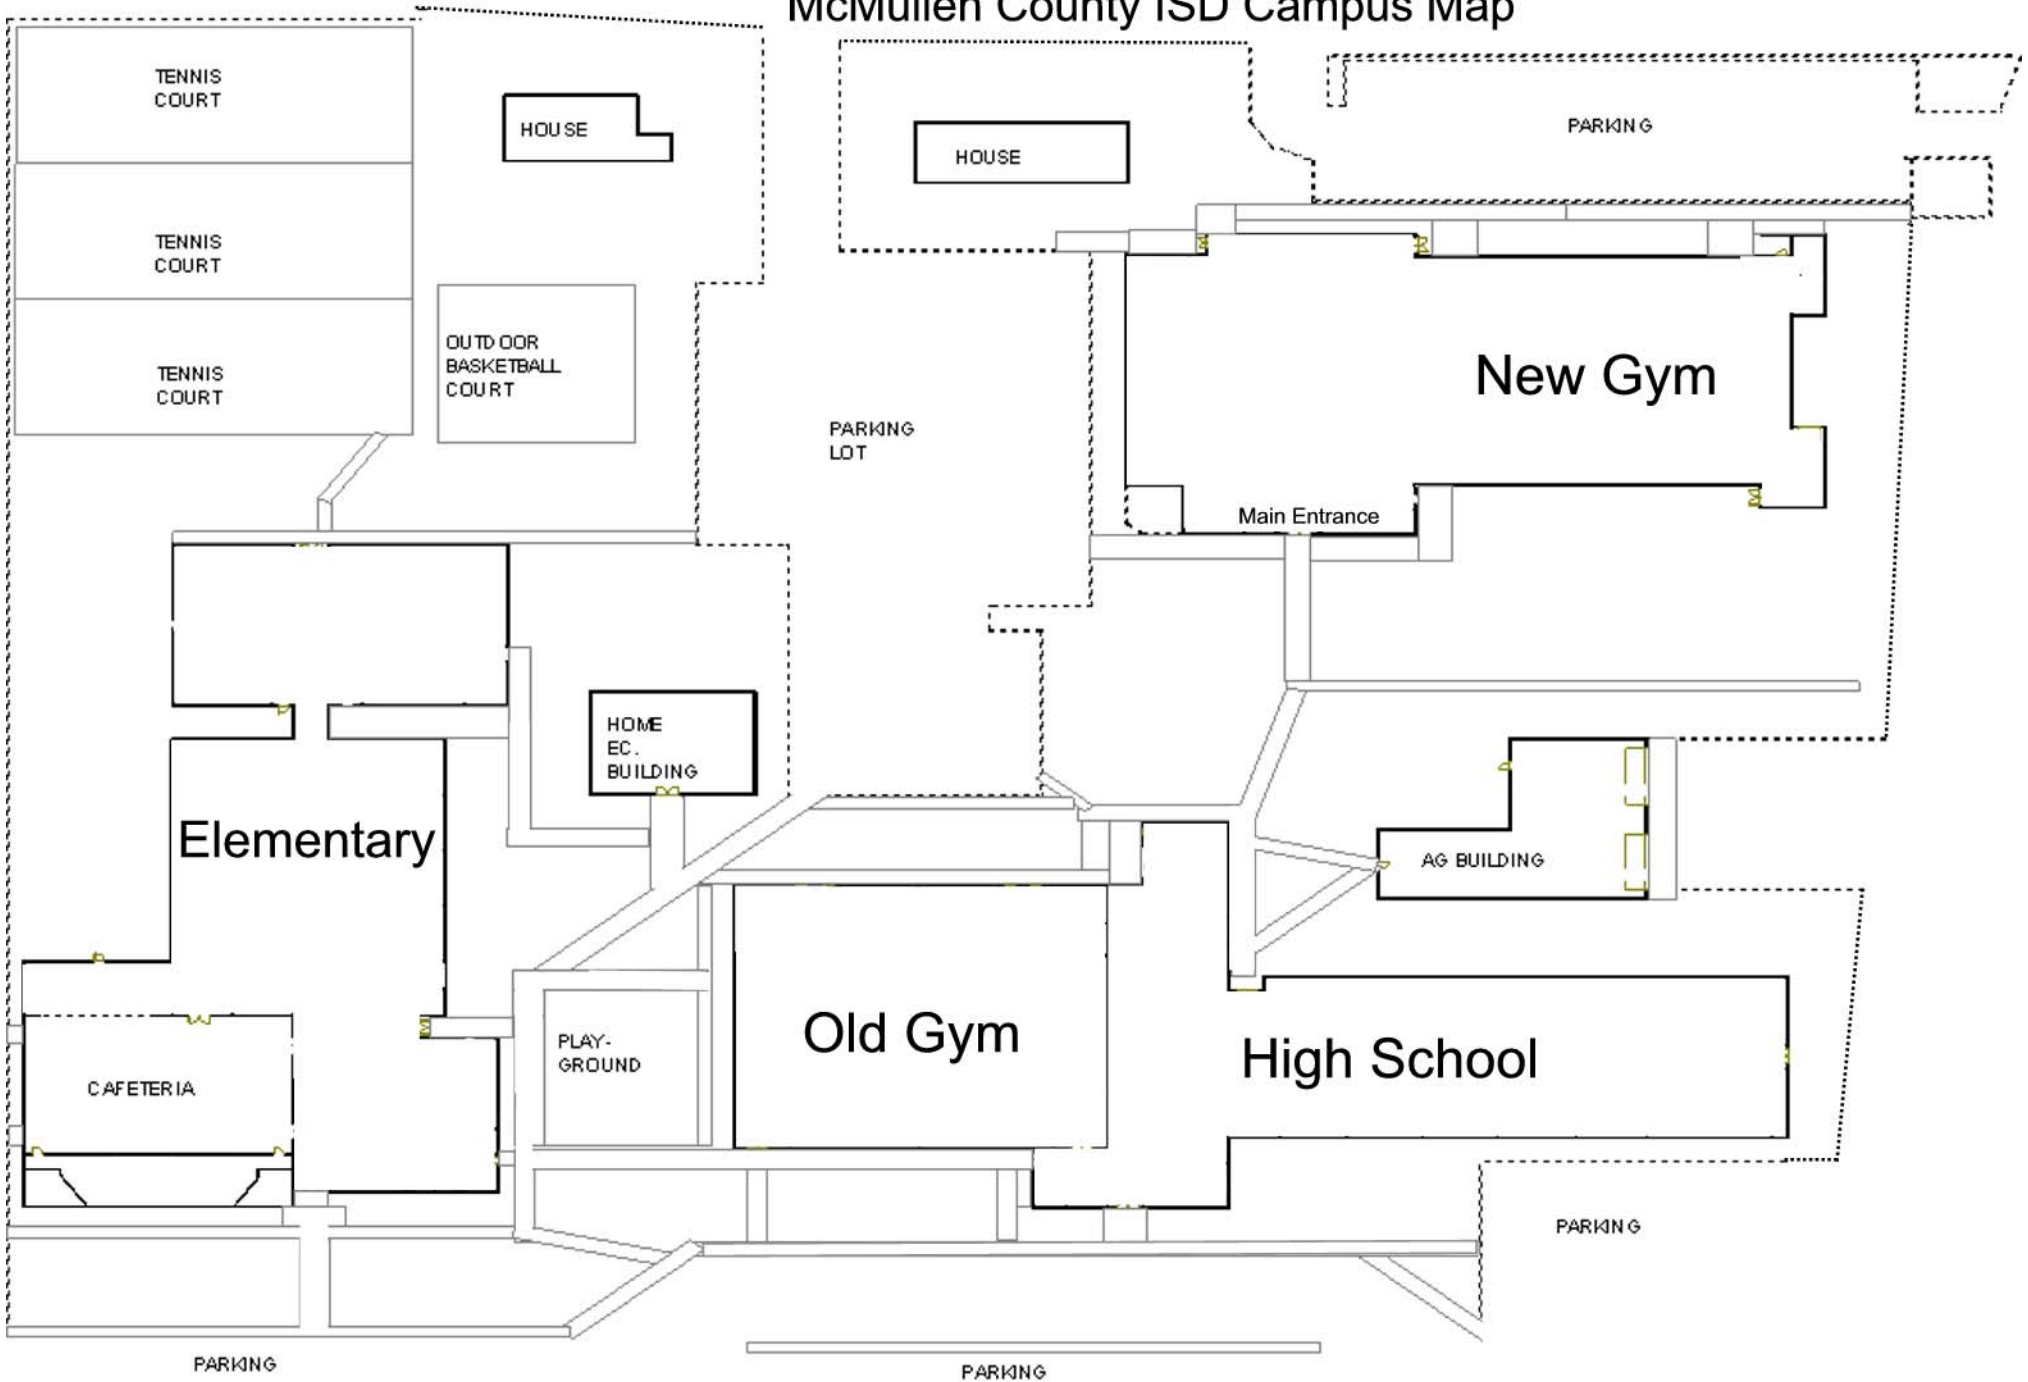 McMullen County ISD Campus Map
TENNIS
COURT
HOUSE
HOUSE
PARKING
TENNIS
COURT
OUTDOOR
BASKETBALL
COURT
TENNIS
COURT
PARKING
LOT
New Gym
Main Entrance
HOME
EC.
BUILDING
Elementary
AG BUILDING
Old Gym
High School
PLAY-
GROUND
CAFETERIA
PARKING
PARKING
PARKING